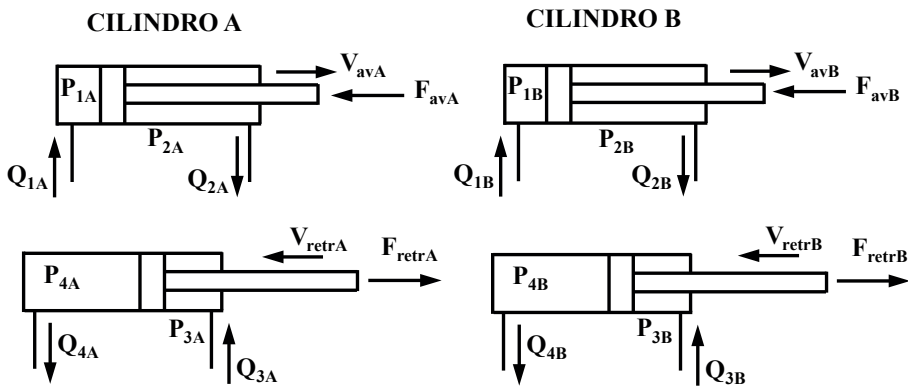 CILINDRO A
CILINDRO B
P1A
VavA
FavA
P2A
Q1A
Q2A
P1B
VavB
FavB
P2B
Q1B
Q2B
P4A
VretrA
FretrA
P3A
Q4A
Q3A
P4B
VretrB
FretrB
P3B
Q4B
Q3B